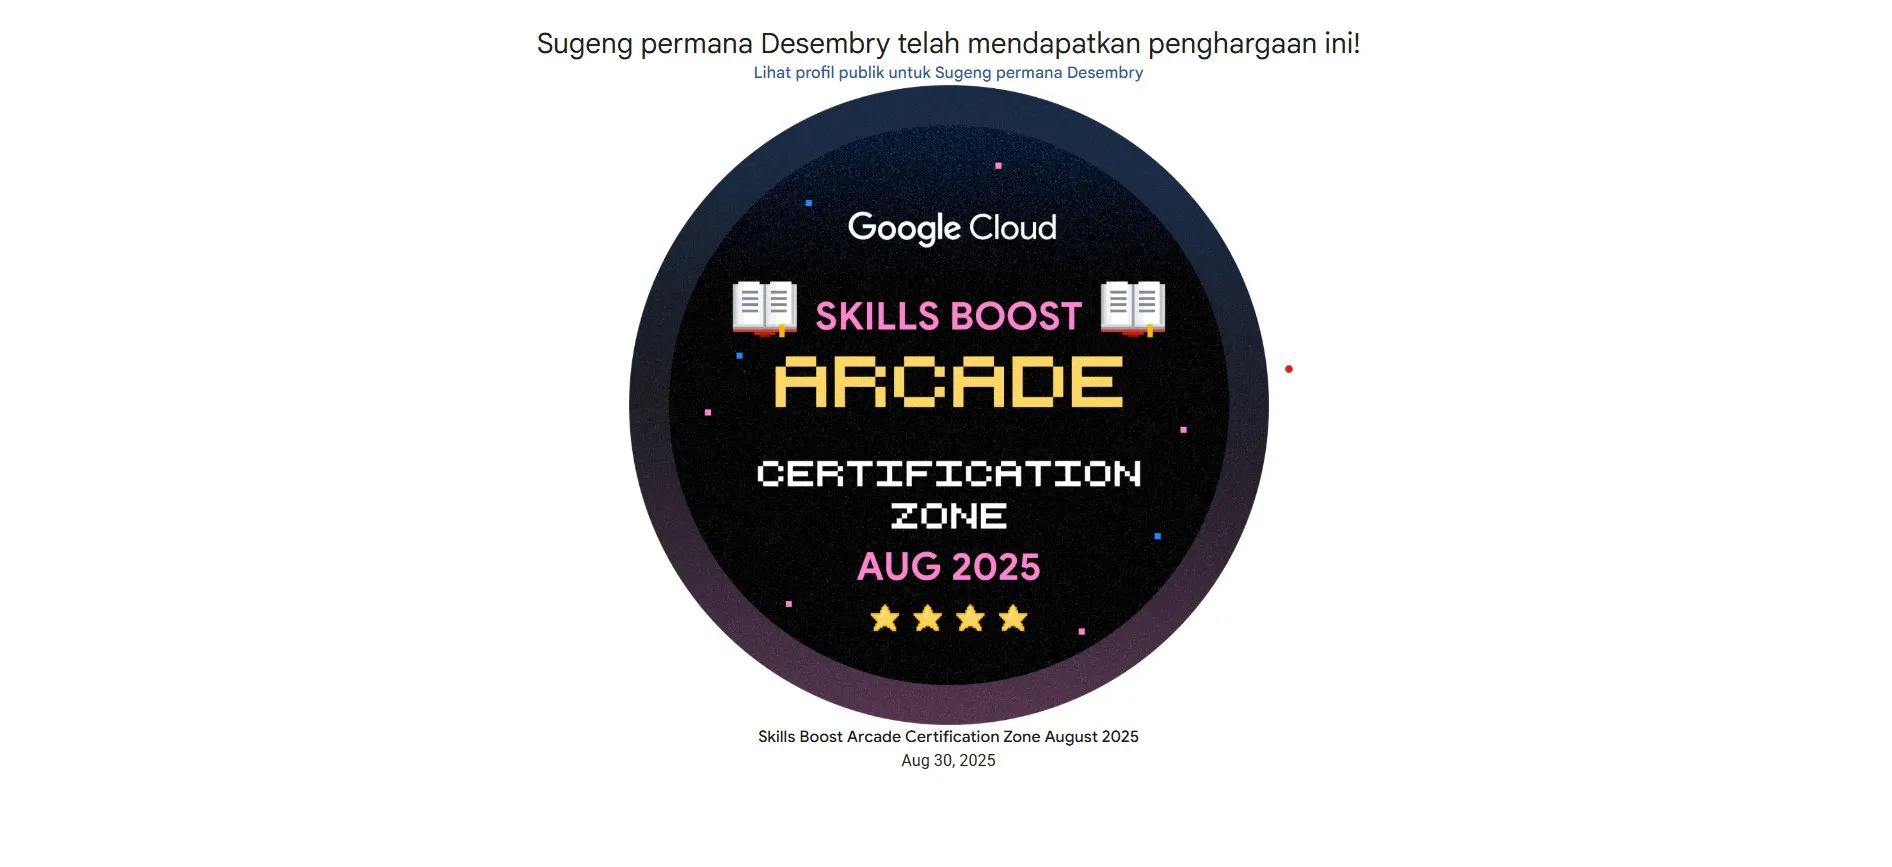 Sugeng permana Desembry telah mendapatkan penghargaan ini!
Lihat profil publik untuk Sugeng permana Desembry
Google Cloud
SKILLS BOOST
ARCADE
CERTIFICATION
ZONE
AUG 2025
Skills Boost Arcade Certification Zone August 2025
Aug 30, 2025